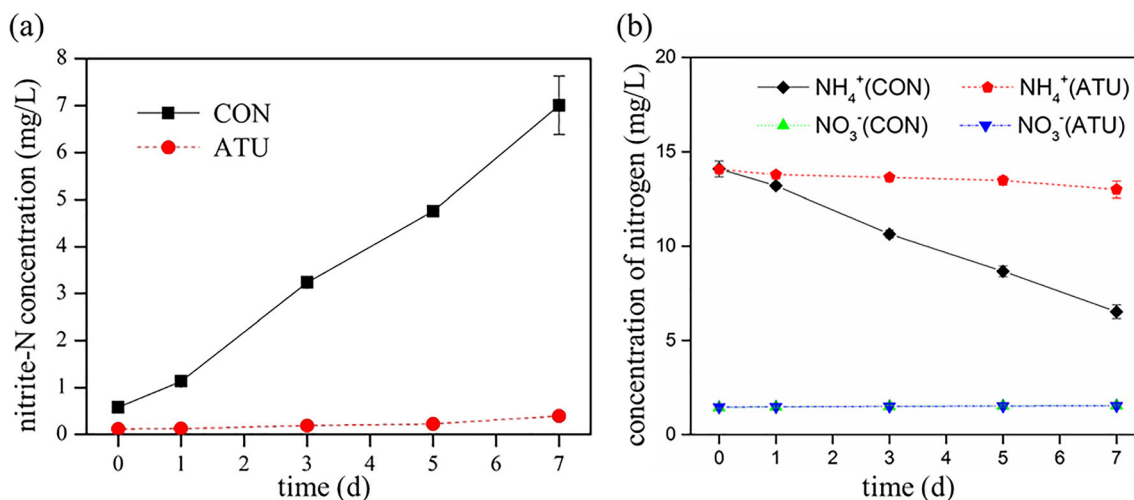 (a)
nitrite-N concentration (mg/L)
8
7
6
5
4
3
2
1
0
CON
ATU
0 1 2 3 4 5 6 7
time (d)
(b)
concentration of nitrogen (mg/L)
20
15
10
5
0
NH₄⁺(CON) NH₄⁺(ATU)
NO₃⁻(CON) NO₃⁻(ATU)
0 1 2 3 4 5 6 7
time (d)